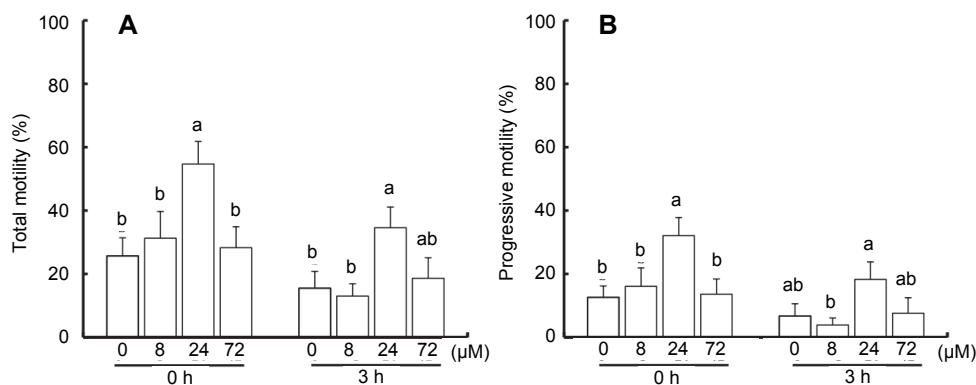 A
B
Total motility (%)
100
80
60
40
20
0
b
b
a
b
b
b
a
ab
0 8 24 72 0 8 24 72 (μM)
0 h 3 h
Progressive motility (%)
100
80
60
40
20
0
b
b
a
b
ab
b
a
ab
0 8 24 72 0 8 24 72 (μM)
0 h 3 h